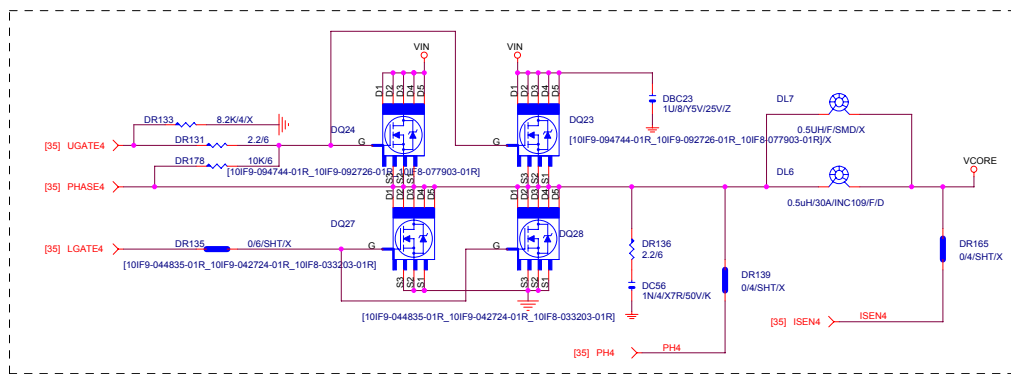 VIN
VIN
D1
D2
D3
D4
D5
D1
D2
D3
D4
D5
DBC23
1U/8/Y5V/25V/Z
DL7
0.5UH/F/SMD/X
DR133
8.2K/4/X
DQ24
DQ23
[35] UGATE4
DR131
2.2/6
G
G
DR178
10K/6
[10IF9-094744-01R_10IF9-092726-01R_10IF8-077903-01R]
[10IF9-094744-01R_10IF9-092726-01R_10IF8-077903-01R]/X
S3
S2
S1
S3
S2
S1
VCORE
DL6
0.5uH/30A/INC109/F/D
[35] PHASE4
D1
D2
D3
D4
D5
D1
D2
D3
D4
D5
DQ27
DQ28
[35] LGATE4
DR135
0/6/SHT/X
G
G
DR136
2.2/6
DR165
0/4/SHT/X
[10IF9-044835-01R_10IF9-042724-01R_10IF8-033203-01R]
S3
S2
S1
S3
S2
S1
DR139
0/4/SHT/X
DC56
1N/4/X7R/50V/K
[10IF9-044835-01R_10IF9-042724-01R_10IF8-033203-01R]
[35] ISEN4
ISEN4
[35] PH4
PH4